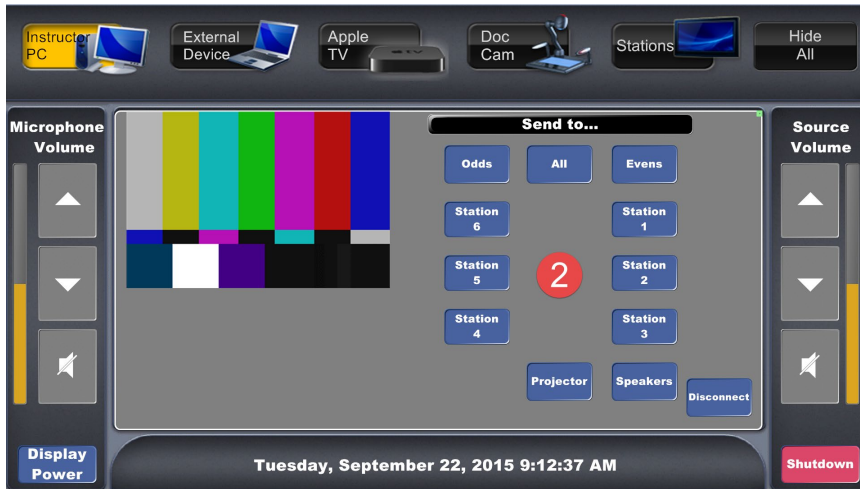 Instructor
PC
External
Device
Apple
TV
tv
Doc
Cam
Stations
Hide
All
Microphone
Volume
Send to...
Source
Volume
Odds
All
Evens
Station
6
Station
1
Station
5
2
Station
2
Station
4
Station
3
Projector
Speakers
Disconnect
Display
Power
Tuesday, September 22, 2015 9:12:37 AM
Shutdown